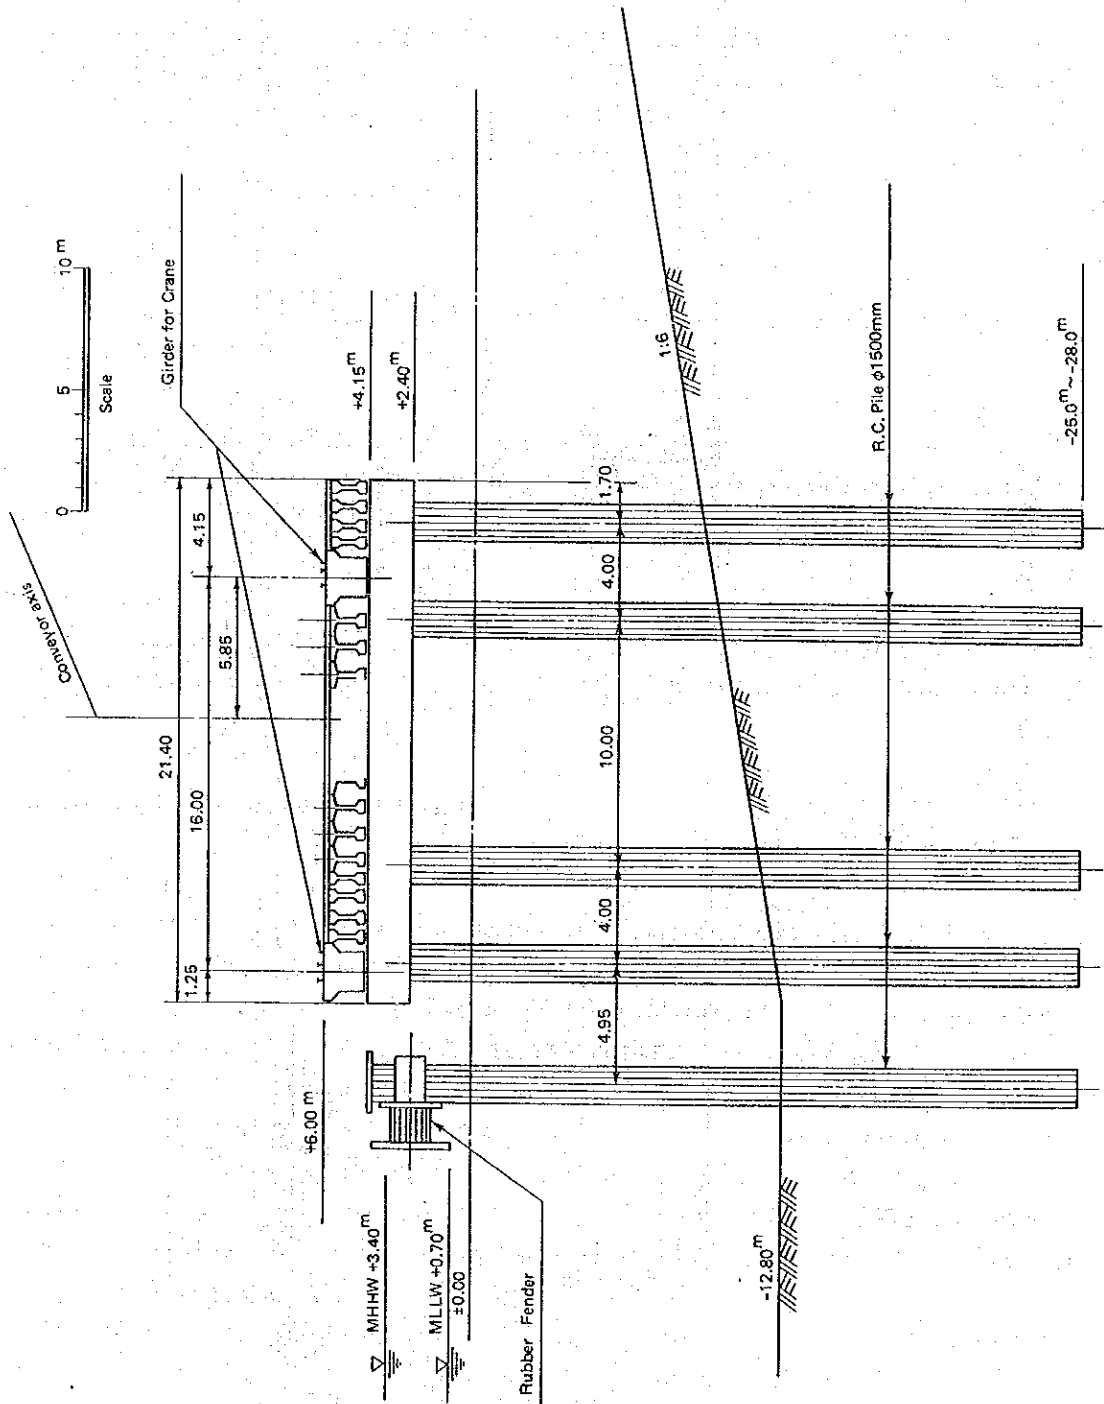 Conveyor axis
0 5 10 m
Scale
Girder for Crane
21.40
1.25 16.00 4.15
5.85
+6.00 m
+4.15m
+2.40m
MHHW +3.40m
MLLW +0.70m
±0.00
Rubber Fender
4.95 4.00 10.00 4.00 1.70
1:6
-12.80m
R.C. Pile φ1500mm
-25.0m ~ -28.0m